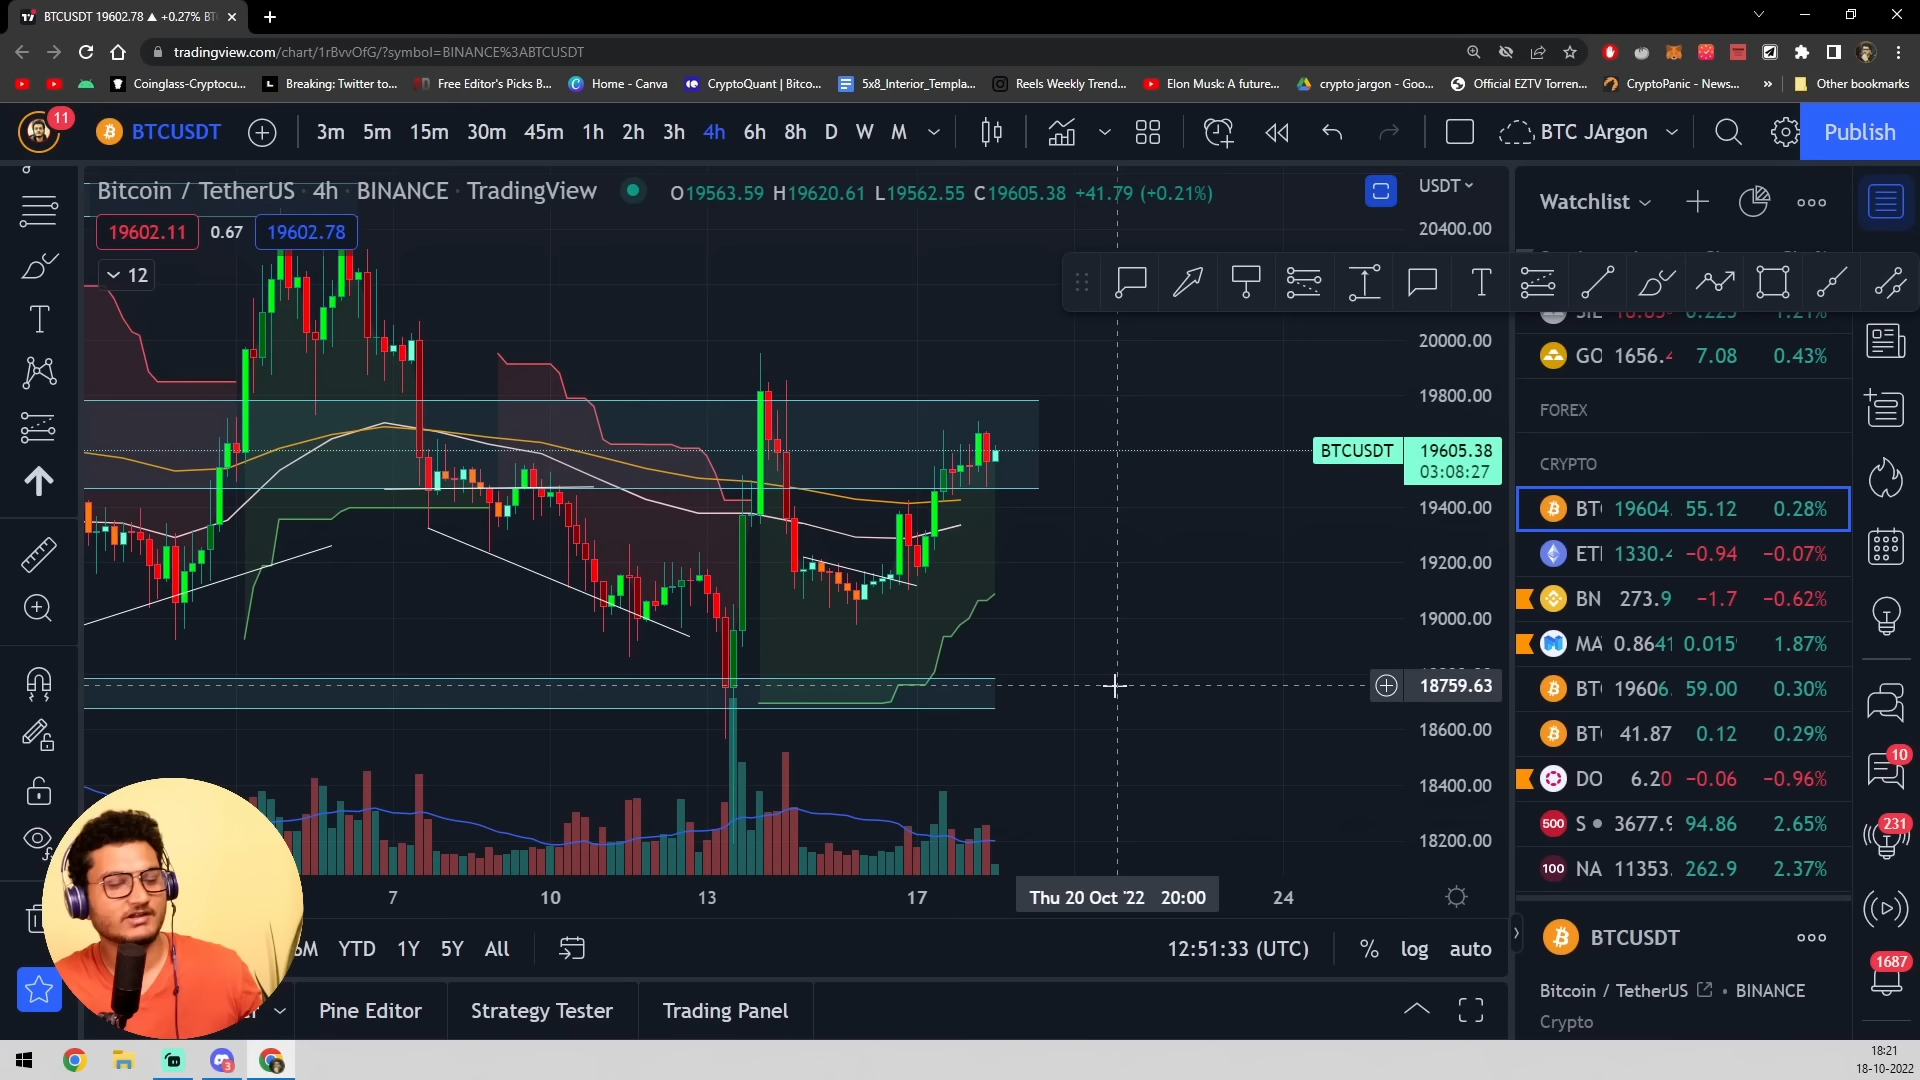 BTCUSDT 19602.78 ▲ +0.27%
tradingview.com/chart/1rBvvOfG/?symbol=BINANCE%3ABTCUSDT
Coinglass-Cryptocu... Breaking: Twitter to... Free Editor's Picks B... Home - Canva CryptoQuant | Bitco... 5x8_Interior_Templa... Reels Weekly Trend... Elon Musk: A future... crypto jargon - Goo... Official EZTV Torren... CryptoPanic - News... » Other bookmarks
11 BTCUSDT 3m 5m 15m 30m 45m 1h 2h 3h 4h 6h 8h D W M BTC JArgon Publish
Bitcoin / TetherUS · 4h · BINANCE · TradingView O19563.59 H19620.61 L19562.55 C19605.38 +41.79 (+0.21%) USDT
19602.11 0.67 19602.78
12
20400.00
20000.00
19800.00
BTCUSDT 19605.38
03:08:27
19400.00
19200.00
19000.00
18759.63
18600.00
18400.00
18200.00
7 10 13 17 Thu 20 Oct '22 20:00 24
YTD 1Y 5Y All 12:51:33 (UTC) % log auto
Pine Editor Strategy Tester Trading Panel
Watchlist
GO 1656. 7.08 0.43%
FOREX
CRYPTO
BT 19604. 55.12 0.28%
ET 1330. −0.94 −0.07%
BN 273.9 −1.7 −0.62%
MA 0.8641 0.015 1.87%
BT 19606. 59.00 0.30%
BT 41.87 0.12 0.29%
DO 6.20 −0.06 −0.96%
500 S 3677.9 94.86 2.65%
100 NA 11353. 262.9 2.37%
BTCUSDT
Bitcoin / TetherUS • BINANCE
Crypto
10
231
1687
3
18:21
18-10-2022